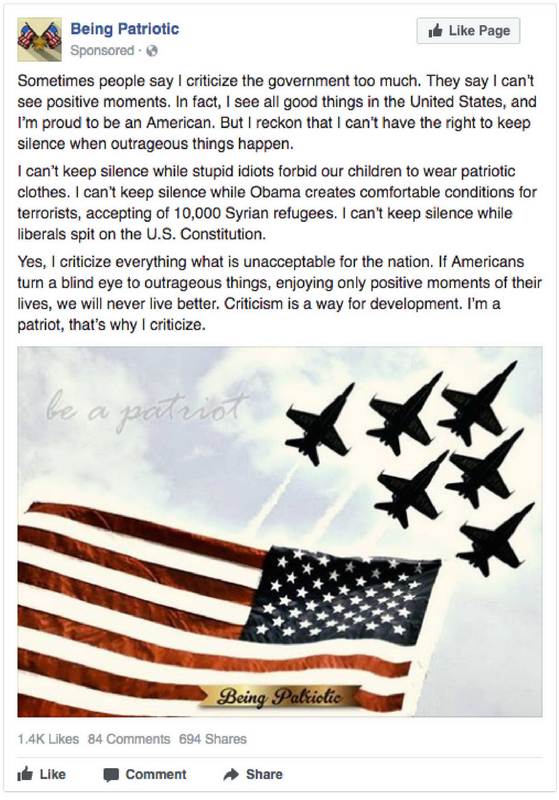 Being Patriotic
Sponsored ·
Like Page
Sometimes people say I criticize the government too much. They say I can't
see positive moments. In fact, I see all good things in the United States, and
I'm proud to be an American. But I reckon that I can't have the right to keep
silence when outrageous things happen.
I can't keep silence while stupid idiots forbid our children to wear patriotic
clothes. I can't keep silence while Obama creates comfortable conditions for
terrorists, accepting of 10,000 Syrian refugees. I can't keep silence while
liberals spit on the U.S. Constitution.
Yes, I criticize everything what is unacceptable for the nation. If Americans
turn a blind eye to outrageous things, enjoying only positive moments of their
lives, we will never live better. Criticism is a way for development. I'm a
patriot, that's why I criticize.
be a patriot
Being Patriotic
1.4K Likes 84 Comments 694 Shares
Like Comment Share